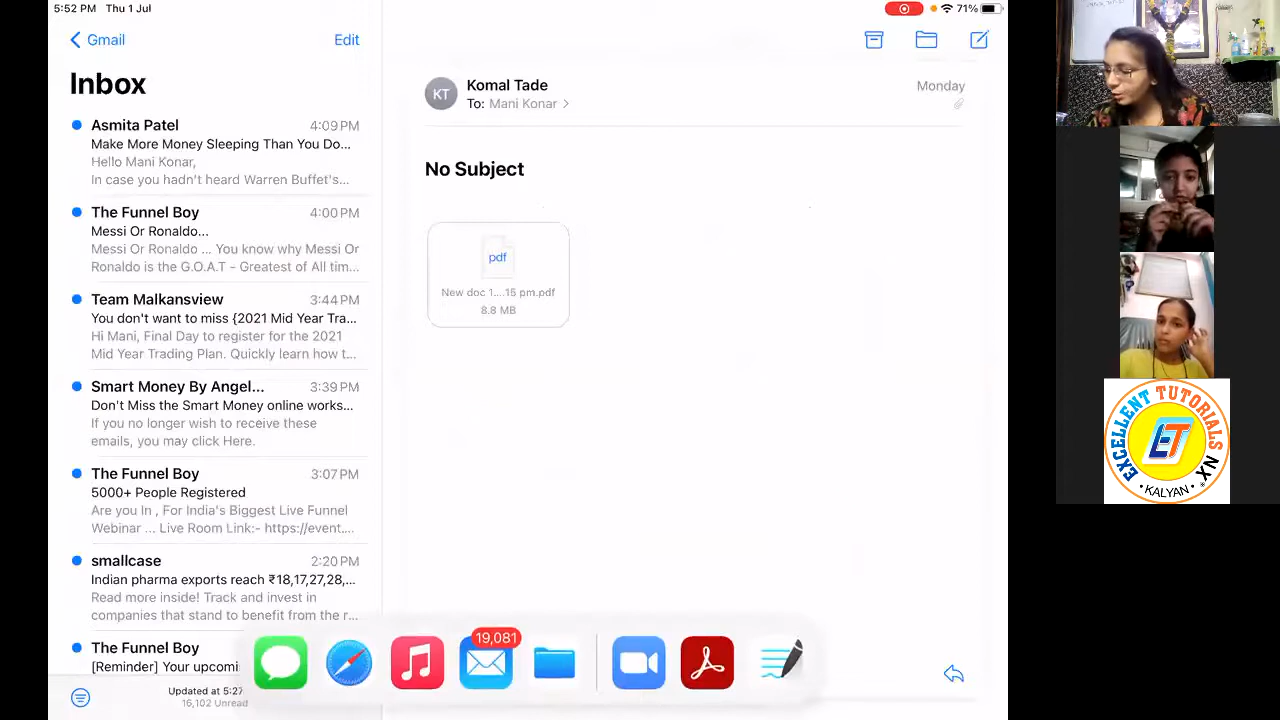 5:52 PM Thu 1 Jul
71%
Gmail
Edit
Inbox
Asmita Patel 4:09 PM
Make More Money Sleeping Than You Do...
Hello Mani Konar,
In case you hadn't heard Warren Buffet's...
The Funnel Boy 4:00 PM
Messi Or Ronaldo...
Messi Or Ronaldo ... You know why Messi Or
Ronaldo is the G.O.A.T - Greatest of All tim...
Team Malkansview 3:44 PM
You don't want to miss {2021 Mid Year Tra...
Hi Mani, Final Day to register for the 2021
Mid Year Trading Plan. Quickly learn how t...
Smart Money By Angel... 3:39 PM
Don't Miss the Smart Money online works...
If you no longer wish to receive these
emails, you may click Here.
The Funnel Boy 3:07 PM
5000+ People Registered
Are you In , For India's Biggest Live Funnel
Webinar ... Live Room Link:- https://event....
smallcase 2:20 PM
Indian pharma exports reach ₹18,17,27,28,...
Read more inside! Track and invest in
companies that stand to benefit from the r...
The Funnel Boy
[Reminder] Your upcomi
Updated at 5:27
16,102 Unread
KT
Komal Tade
Monday
To: Mani Konar
No Subject
pdf
New doc 1....15 pm.pdf
8.8 MB
19,081
EXCELLENT TUTORIALS NX
ET
• KALYAN •